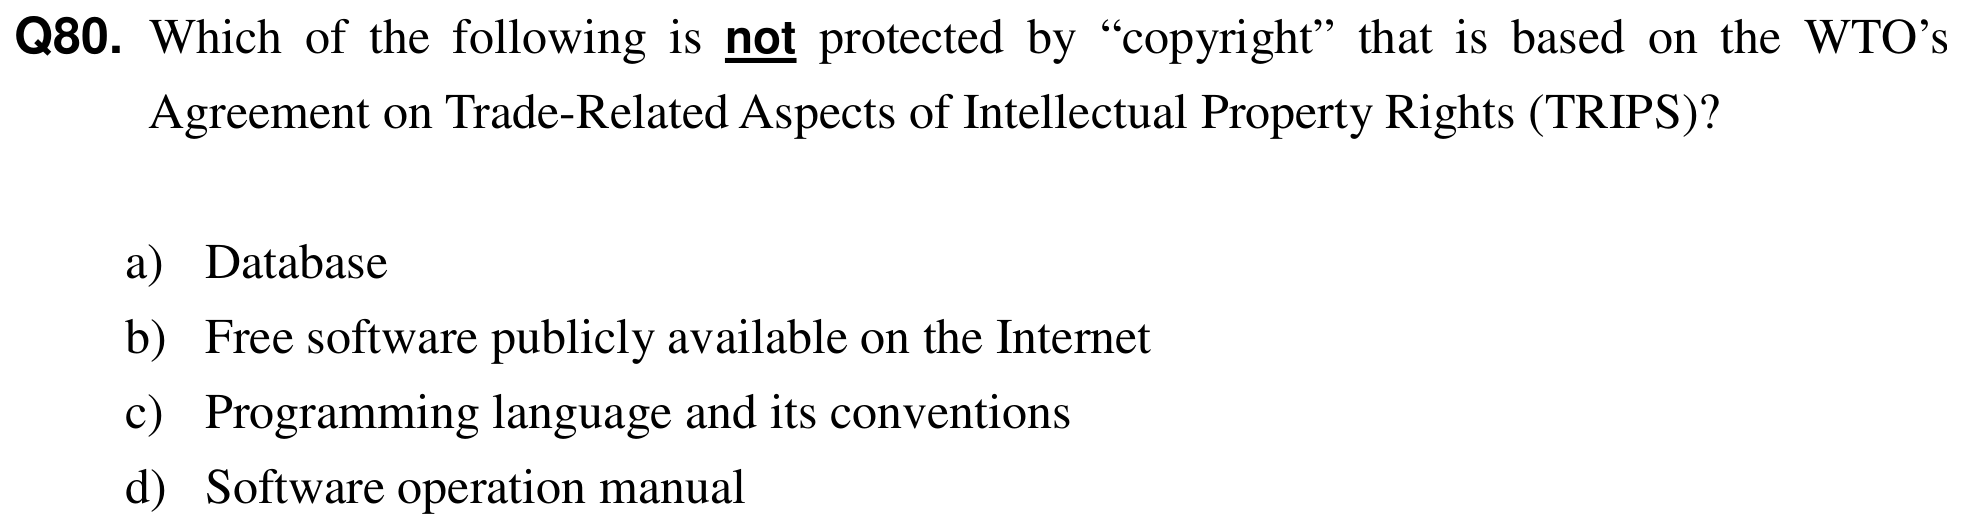 Q80. Which of the following is not protected by “copyright” that is based on the WTO’s
Agreement on Trade-Related Aspects of Intellectual Property Rights (TRIPS)?
a) Database
b) Free software publicly available on the Internet
c) Programming language and its conventions
d) Software operation manual